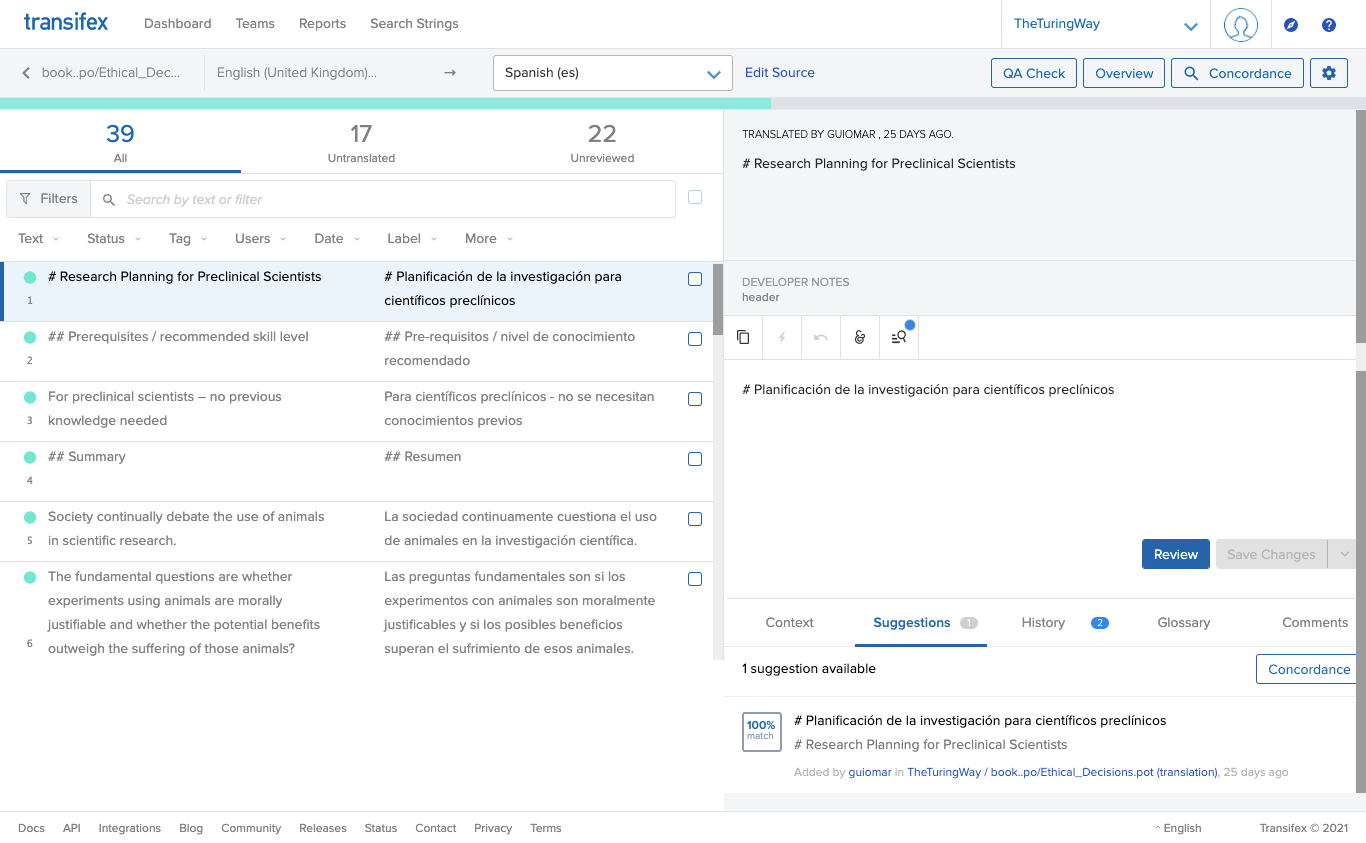 transifex
Dashboard Teams Reports Search Strings
TheTuringWay
book..po/Ethical_Dec...
English (United Kingdom)...
→
Spanish (es)
Edit Source
QA Check
Overview
Concordance
39
All
17
Untranslated
22
Unreviewed
Filters
Search by text or filter
Text Status Tag Users Date Label More
1
# Research Planning for Preclinical Scientists
# Planificación de la investigación para
científicos preclínicos
2
## Prerequisites / recommended skill level
## Pre-requisitos / nivel de conocimiento
recomendado
3
For preclinical scientists – no previous
knowledge needed
Para científicos preclínicos - no se necesitan
conocimientos previos
4
## Summary
## Resumen
5
Society continually debate the use of animals
in scientific research.
La sociedad continuamente cuestiona el uso
de animales en la investigación científica.
6
The fundamental questions are whether
experiments using animals are morally
justifiable and whether the potential benefits
outweigh the suffering of those animals?
Las preguntas fundamentales son si los
experimentos con animales son moralmente
justificables y si los posibles beneficios
superan el sufrimiento de esos animales.
TRANSLATED BY GUIOMAR , 25 DAYS AGO.
# Research Planning for Preclinical Scientists
DEVELOPER NOTES
header
# Planificación de la investigación para científicos preclínicos
Review
Save Changes
Context Suggestions 1 History 2 Glossary Comments
1 suggestion available
Concordance
100%
match
# Planificación de la investigación para científicos preclínicos
# Research Planning for Preclinical Scientists
Added by guiomar in TheTuringWay / book..po/Ethical_Decisions.pot (translation), 25 days ago
Docs API Integrations Blog Community Releases Status Contact Privacy Terms
English
Transifex © 2021